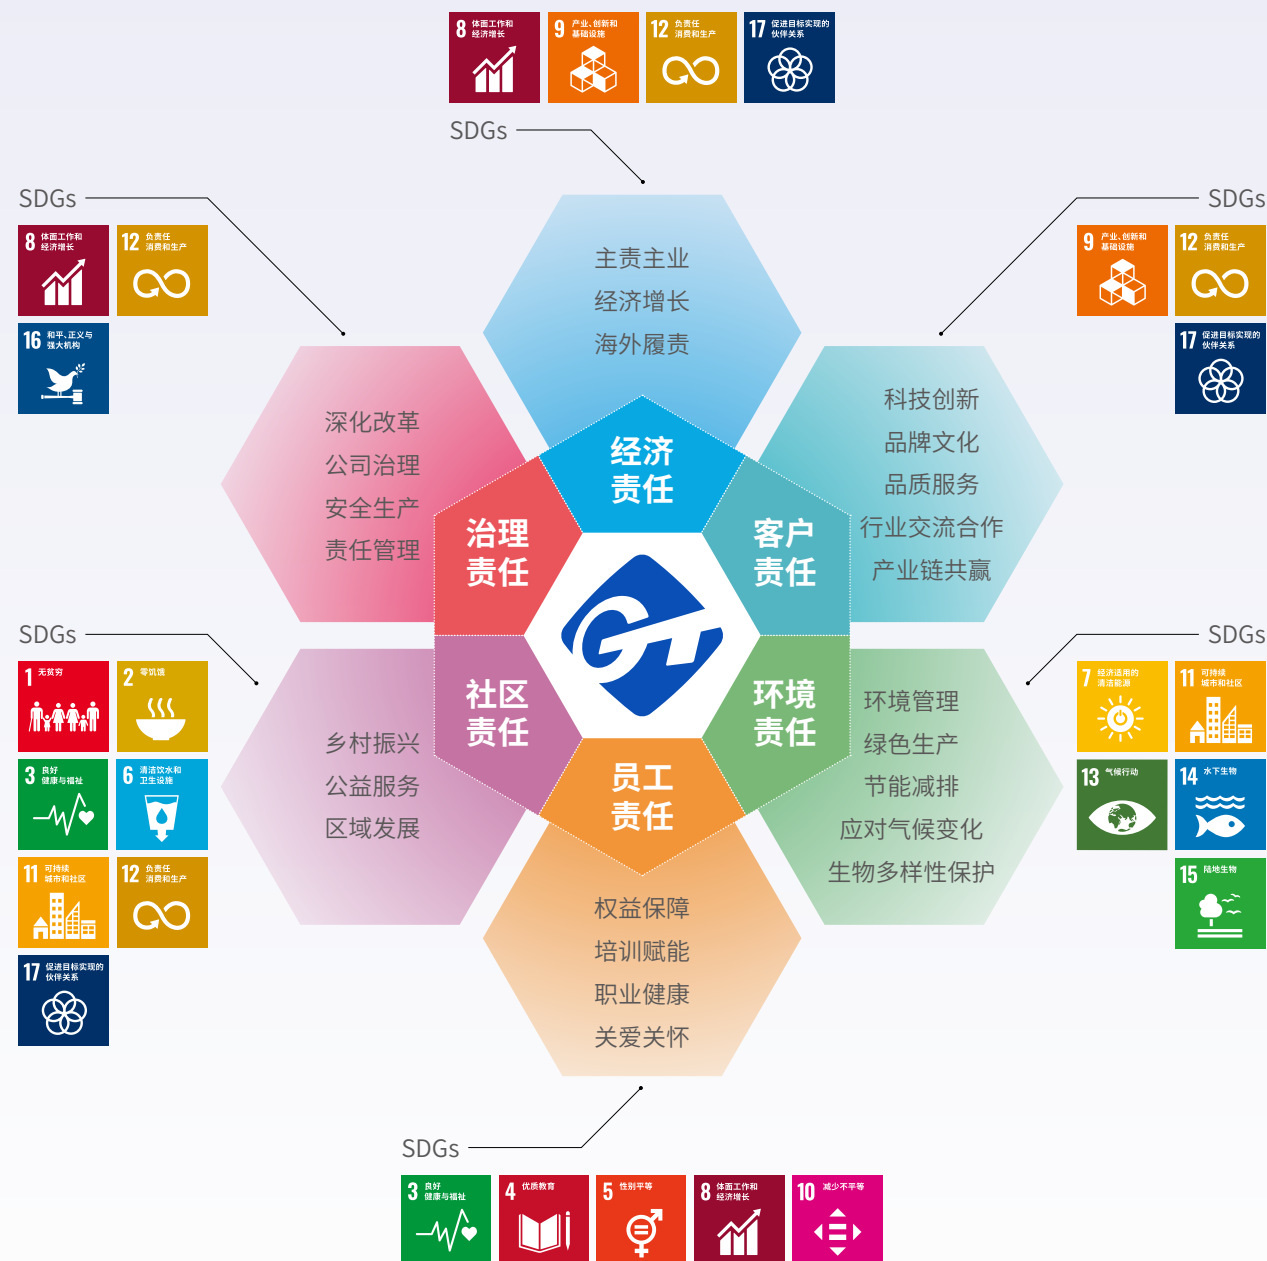 8 体面工作和
经济增长
9 产业、创新和
基础设施
12 负责任
消费和生产
17 促进目标实现的
伙伴关系
SDGs
SDGs
8 体面工作和
经济增长
12 负责任
消费和生产
16 和平、正义与
强大机构
SDGs
9 产业、创新和
基础设施
12 负责任
消费和生产
17 促进目标实现的
伙伴关系
主责主业
经济增长
海外履责
深化改革
公司治理
安全生产
责任管理
科技创新
品牌文化
品质服务
行业交流合作
产业链共赢
经济
责任
治理
责任
客户
责任
GT
社区
责任
环境
责任
员工
责任
SDGs
1 无贫穷
2 零饥饿
3 良好
健康与福祉
6 清洁饮水和
卫生设施
11 可持续
城市和社区
12 负责任
消费和生产
17 促进目标实现的
伙伴关系
乡村振兴
公益服务
区域发展
环境管理
绿色生产
节能减排
应对气候变化
生物多样性保护
SDGs
7 经济适用的
清洁能源
11 可持续
城市和社区
13 气候行动
14 水下生物
15 陆地生物
权益保障
培训赋能
职业健康
关爱关怀
SDGs
3 良好
健康与福祉
4 优质教育
5 性别平等
8 体面工作和
经济增长
10 减少不平等